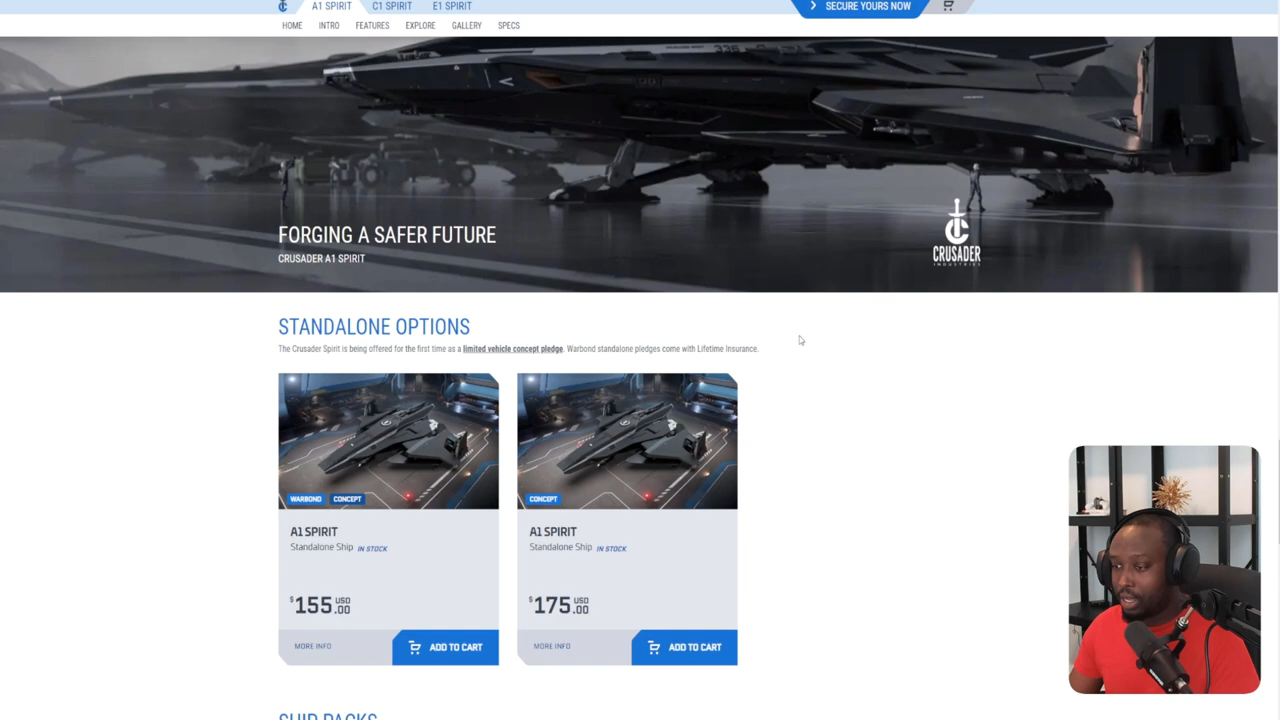 A1 SPIRIT C1 SPIRIT E1 SPIRIT
SECURE YOURS NOW
HOME INTRO FEATURES EXPLORE GALLERY SPECS
336
FORGING A SAFER FUTURE
CRUSADER A1 SPIRIT
CRUSADER
INDUSTRIES
STANDALONE OPTIONS
The Crusader Spirit is being offered for the first time as a limited vehicle concept pledge. Warbond standalone pledges come with Lifetime Insurance.
WARBOND CONCEPT
A1 SPIRIT
Standalone Ship IN STOCK
$155.00 USD
MORE INFO ADD TO CART
CONCEPT
A1 SPIRIT
Standalone Ship IN STOCK
$175.00 USD
MORE INFO ADD TO CART
SHIP PACKS